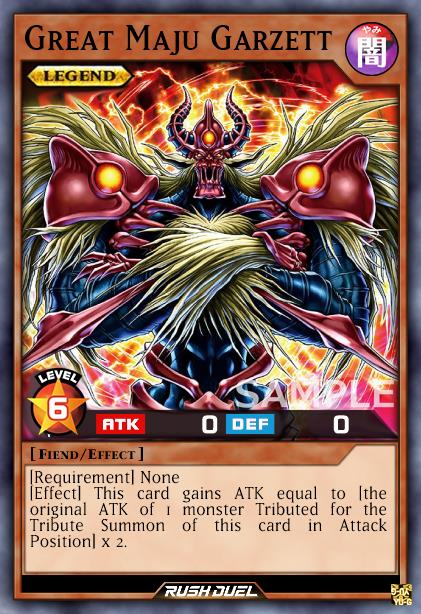 GREAT MAJU GARZETT
やみ
闇
LEGEND
SAMPLE
LEVEL
6
ATK 0 DEF 0
[FIEND/EFFECT]
[Requirement] None
[Effect] This card gains ATK equal to [the
original ATK of 1 monster Tributed for the
Tribute Summon of this card in Attack
Position] x 2.
RUSH DUEL